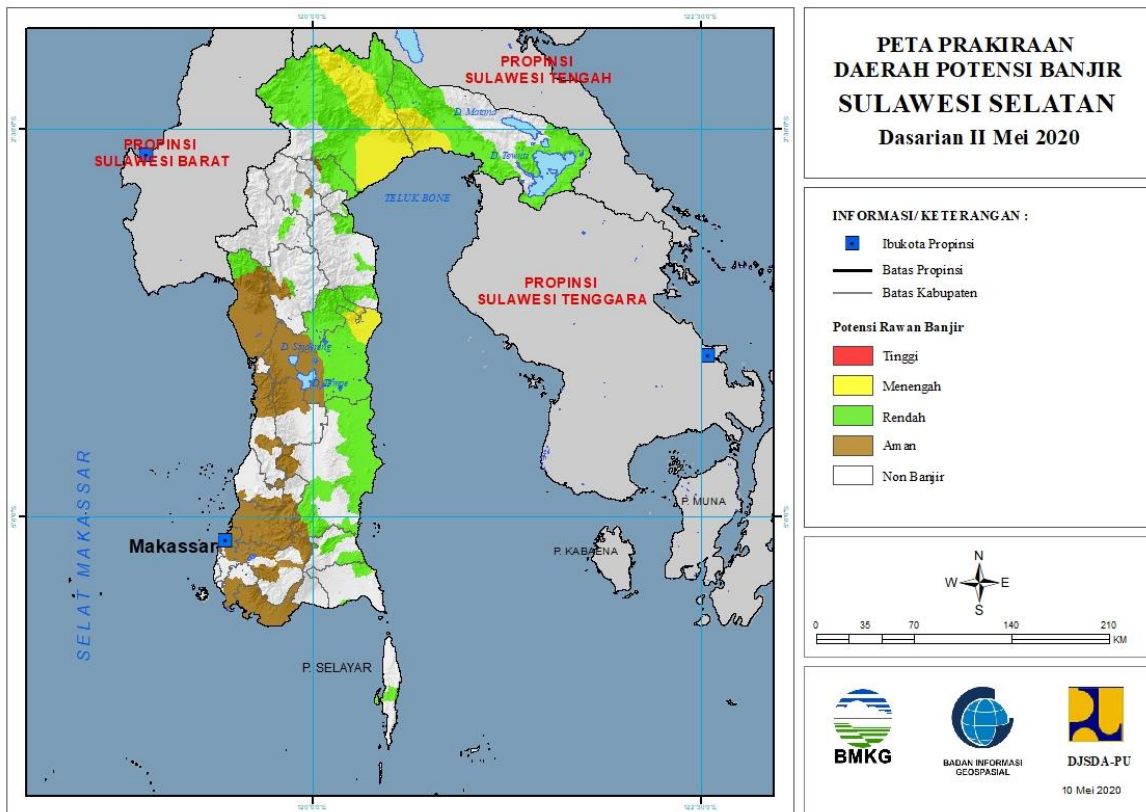 PETA PRAKIRAAN
DAERAH POTENSI BANJIR
SULAWESI SELATAN
Dasarian II Mei 2020
INFORMASI/ KETERANGAN :
Ibukota Propinsi
Batas Propinsi
Batas Kabupaten
Potensi Rawan Banjir
Tinggi
Menengah
Rendah
Aman
Non Banjir
N
W E
S
0 35 70 140 210
KM
BMKG
BADAN INFORMASI
GEOSPASIAL
DJSDA-PU
10 Mei 2020
PROPINSI
SULAWESI TENGAH
PROPINSI
SULAWESI BARAT
D. Matana
D. Towuti
TELUK BONE
PROPINSI
SULAWESI TENGGARA
SELAT MAKASSAR
Makassar
P. MUNA
P. KABAENA
P. SELAYAR